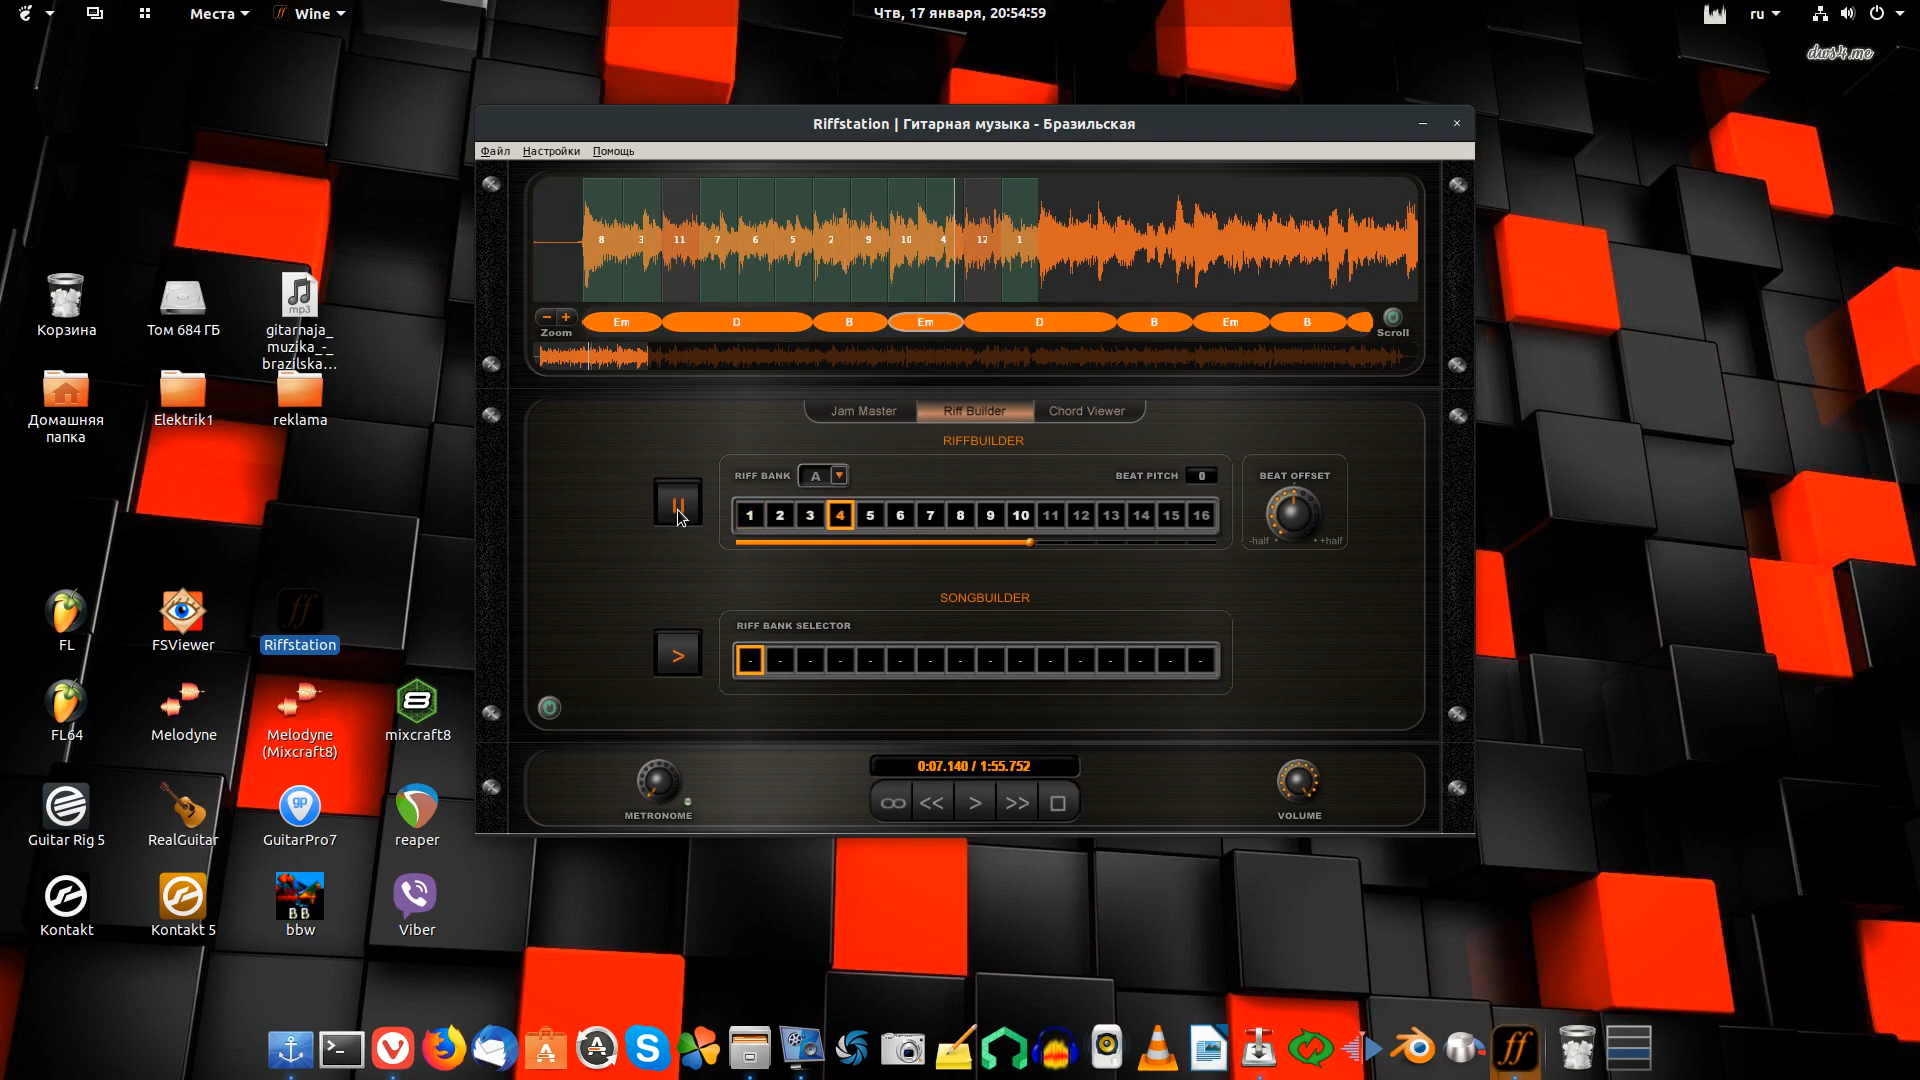 Места
Wine
Чтв, 17 января, 20:54:59
ru
dws4.me
Riffstation | Гитарная музыка - Бразильская
Файл Настройки Помощь
8 3 11 7 6 5 2 9 10 4 12 1
Em D B Em D B Em B
Zoom
Scroll
Jam Master Riff Builder Chord Viewer
RIFFBUILDER
RIFF BANK A BEAT PITCH 0 BEAT OFFSET
1 2 3 4 5 6 7 8 9 10 11 12 13 14 15 16
-half +half
SONGBUILDER
RIFF BANK SELECTOR
- - - - - - - - - - - - - - - -
>
0:07.140 / 1:55.752
<< > >>
METRONOME
VOLUME
Корзина
Том 684 ГБ
mp3
gitarnaja_
muzika_-_
brazilska...
Домашняя
папка
Elektrik1
reklama
FL
FSViewer
Riffstation
FL64
Melodyne
Melodyne
(Mixcraft8)
mixcraft8
Guitar Rig 5
RealGuitar
gp
GuitarPro7
reaper
Kontakt
Kontakt 5
B B
bbw
Viber